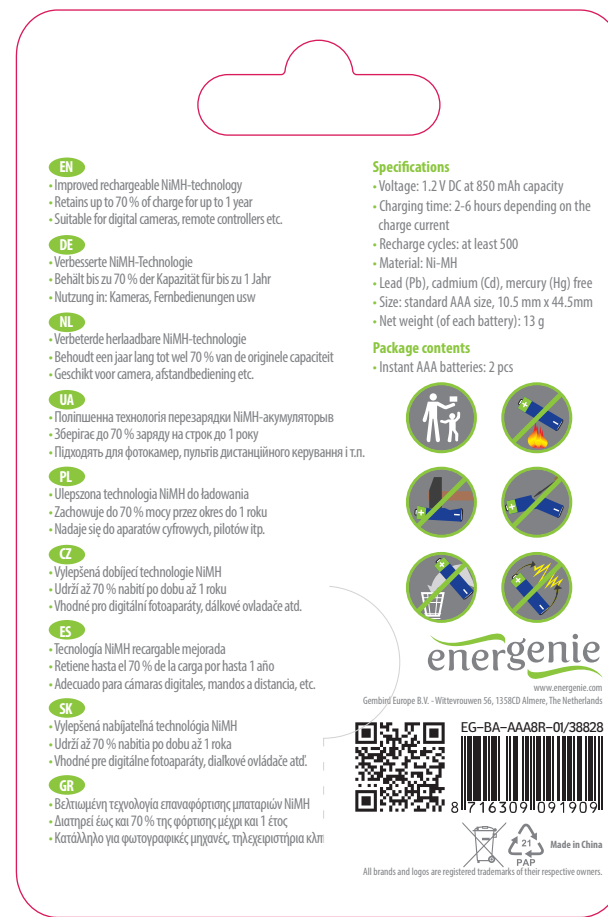 EN
• Improved rechargeable NiMH-technology
• Retains up to 70 % of charge for up to 1 year
• Suitable for digital cameras, remote controllers etc.
DE
• Verbesserte NiMH-Technologie
• Behält bis zu 70 % der Kapazität für bis zu 1 Jahr
• Nutzung in: Kameras, Fernbedienungen usw
NL
• Verbeterde herlaadbare NiMH-technologie
• Behoudt een jaar lang tot wel 70 % van de originele capaciteit
• Geschikt voor camera, afstandbediening etc.
UA
• Поліпшенна технологія перезарядки NiMH-акумуляторыв
• Зберігає до 70 % заряду на строк до 1 року
• Підходять для фотокамер, пультів дистанційного керування і т.п.
PL
• Ulepszona technologia NiMH do ładowania
• Zachowuje do 70 % mocy przez okres do 1 roku
• Nadaje się do aparatów cyfrowych, pilotów itp.
CZ
• Vylepšená dobíjecí technologie NiMH
• Udrží až 70 % nabití po dobu až 1 roku
• Vhodné pro digitální fotoaparáty, dálkové ovladače atd.
ES
• Tecnología NiMH recargable mejorada
• Retiene hasta el 70 % de la carga por hasta 1 año
• Adecuado para cámaras digitales, mandos a distancia, etc.
SK
• Vylepšená nabíjateľná technológia NiMH
• Udrží až 70 % nabitia po dobu až 1 roka
• Vhodné pre digitálne fotoaparáty, diaľkové ovládače atď.
GR
• Βελτιωμένη τεχνολογία επαναφόρτισης μπαταριών NiMH
• Διατηρεί έως και 70 % της φόρτισης μέχρι και 1 έτος
• Κατάλληλο για φωτογραφικές μηχανές, τηλεχειριστήρια κλπ
Specifications
• Voltage: 1.2 V DC at 850 mAh capacity
• Charging time: 2-6 hours depending on the
charge current
• Recharge cycles: at least 500
• Material: Ni-MH
• Lead (Pb), cadmium (Cd), mercury (Hg) free
• Size: standard AAA size, 10.5 mm x 44.5mm
• Net weight (of each battery): 13 g
Package contents
• Instant AAA batteries: 2 pcs
energenie
www.energenie.com
Gembird Europe B.V. - Wittevrouwen 56, 1358CD Almere, The Netherlands
EG-BA-AAA8R-01/38828
8 716309 091909
21
PAP
Made in China
All brands and logos are registered trademarks of their respective owners.